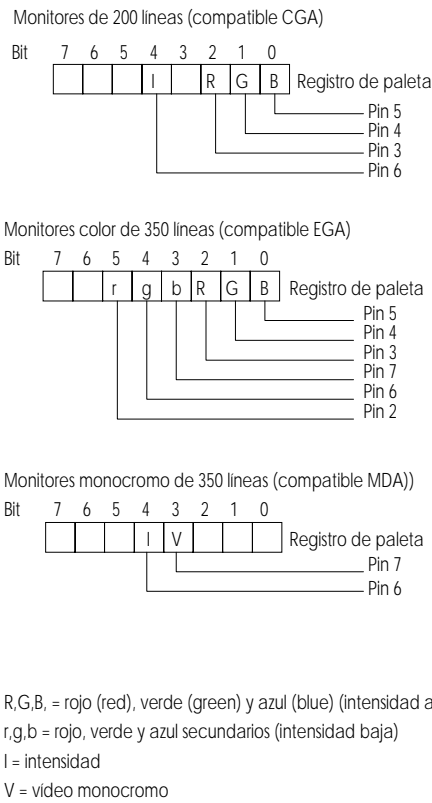 Monitores de 200 líneas (compatible CGA)
Bit 7 6 5 4 3 2 1 0
I R G B Registro de paleta
Pin 5
Pin 4
Pin 3
Pin 6
Monitores color de 350 líneas (compatible EGA)
Bit 7 6 5 4 3 2 1 0
r g b R G B Registro de paleta
Pin 5
Pin 4
Pin 3
Pin 7
Pin 6
Pin 2
Monitores monocromo de 350 líneas (compatible MDA))
Bit 7 6 5 4 3 2 1 0
I V Registro de paleta
Pin 7
Pin 6
R,G,B, = rojo (red), verde (green) y azul (blue) (intensidad a
r,g,b = rojo, verde y azul secundarios (intensidad baja)
I = intensidad
V = vídeo monocromo